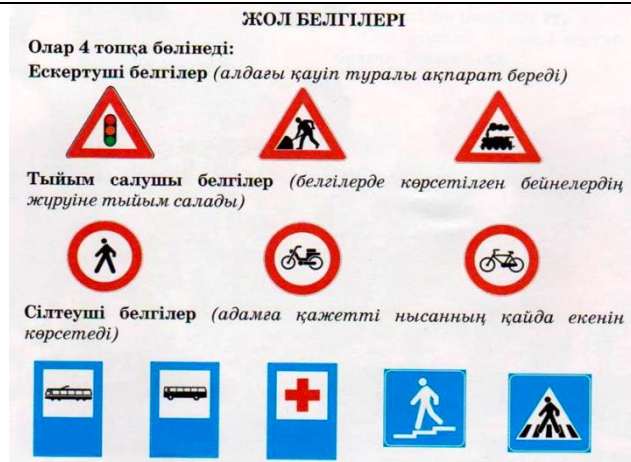 ЖОЛ БЕЛГІЛЕРІ
Олар 4 топқа бөлінеді:
Ескертуші белгілер (алдағы қауіп туралы ақпарат береді)
Тыйым салушы белгілер (белгілерде көрсетілген бейнелердің
жүруіне тыйым салады)
Сілтеуші белгілер (адамға қажетті нысанның қайда екенін
көрсетеді)